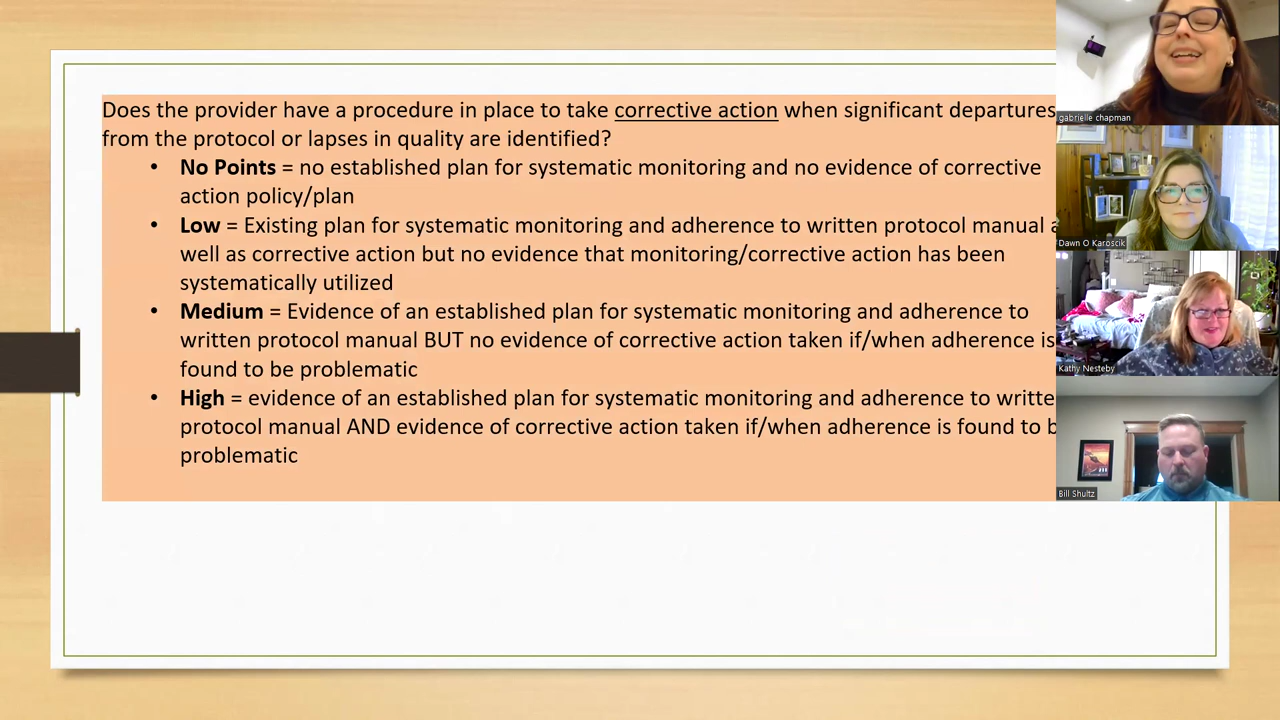 Does the provider have a procedure in place to take corrective action when significant departures
from the protocol or lapses in quality are identified?
• No Points = no established plan for systematic monitoring and no evidence of corrective
action policy/plan
• Low = Existing plan for systematic monitoring and adherence to written protocol manual
well as corrective action but no evidence that monitoring/corrective action has been
systematically utilized
• Medium = Evidence of an established plan for systematic monitoring and adherence to
written protocol manual BUT no evidence of corrective action taken if/when adherence is
found to be problematic
• High = evidence of an established plan for systematic monitoring and adherence to writte
protocol manual AND evidence of corrective action taken if/when adherence is found to b
problematic
gabrielle chapman
Dawn O Karoscik
Kathy Nesteby
Bill Shultz